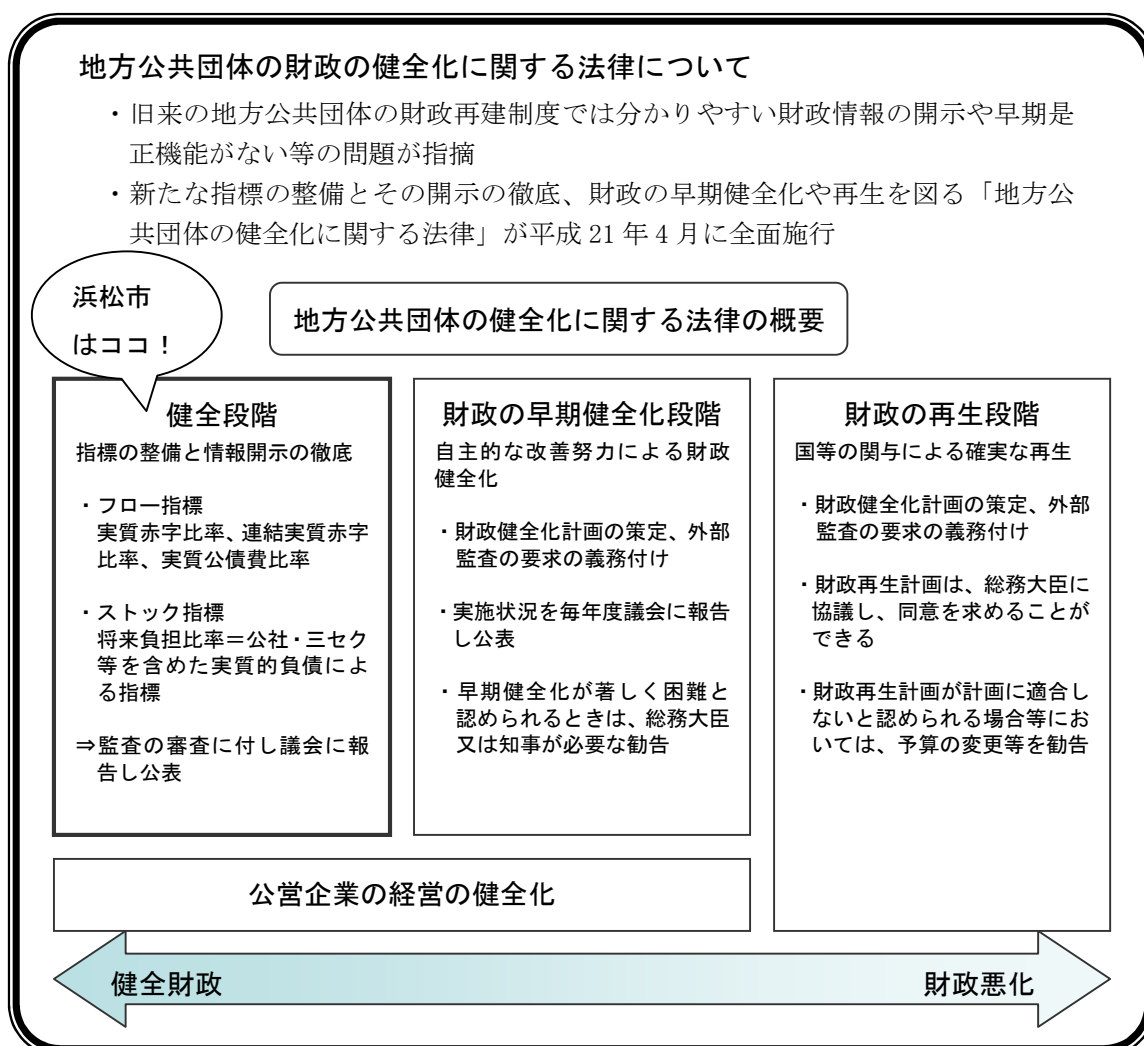 地方公共団体の財政の健全化に関する法律について
・旧来の地方公共団体の財政再建制度では分かりやすい財政情報の開示や早期是
正機能がない等の問題が指摘
・新たな指標の整備とその開示の徹底、財政の早期健全化や再生を図る「地方公
共団体の健全化に関する法律」が平成 21 年 4 月に全面施行
浜松市
はココ！
地方公共団体の健全化に関する法律の概要
健全段階
指標の整備と情報開示の徹底
・フロー指標
実質赤字比率、連結実質赤字
比率、実質公債費比率
・ストック指標
将来負担比率＝公社・三セク
等を含めた実質的負債によ
る指標
⇒監査の審査に付し議会に報
告し公表
財政の早期健全化段階
自主的な改善努力による財政
健全化
・財政健全化計画の策定、外部
監査の要求の義務付け
・実施状況を毎年度議会に報告
し公表
・早期健全化が著しく困難と
認められるときは、総務大臣
又は知事が必要な勧告
財政の再生段階
国等の関与による確実な再生
・財政健全化計画の策定、外部
監査の要求の義務付け
・財政再生計画は、総務大臣に
協議し、同意を求めることが
できる
・財政再生計画が計画に適合し
ないと認められる場合等にお
いては、予算の変更等を勧告
公営企業の経営の健全化
健全財政
財政悪化